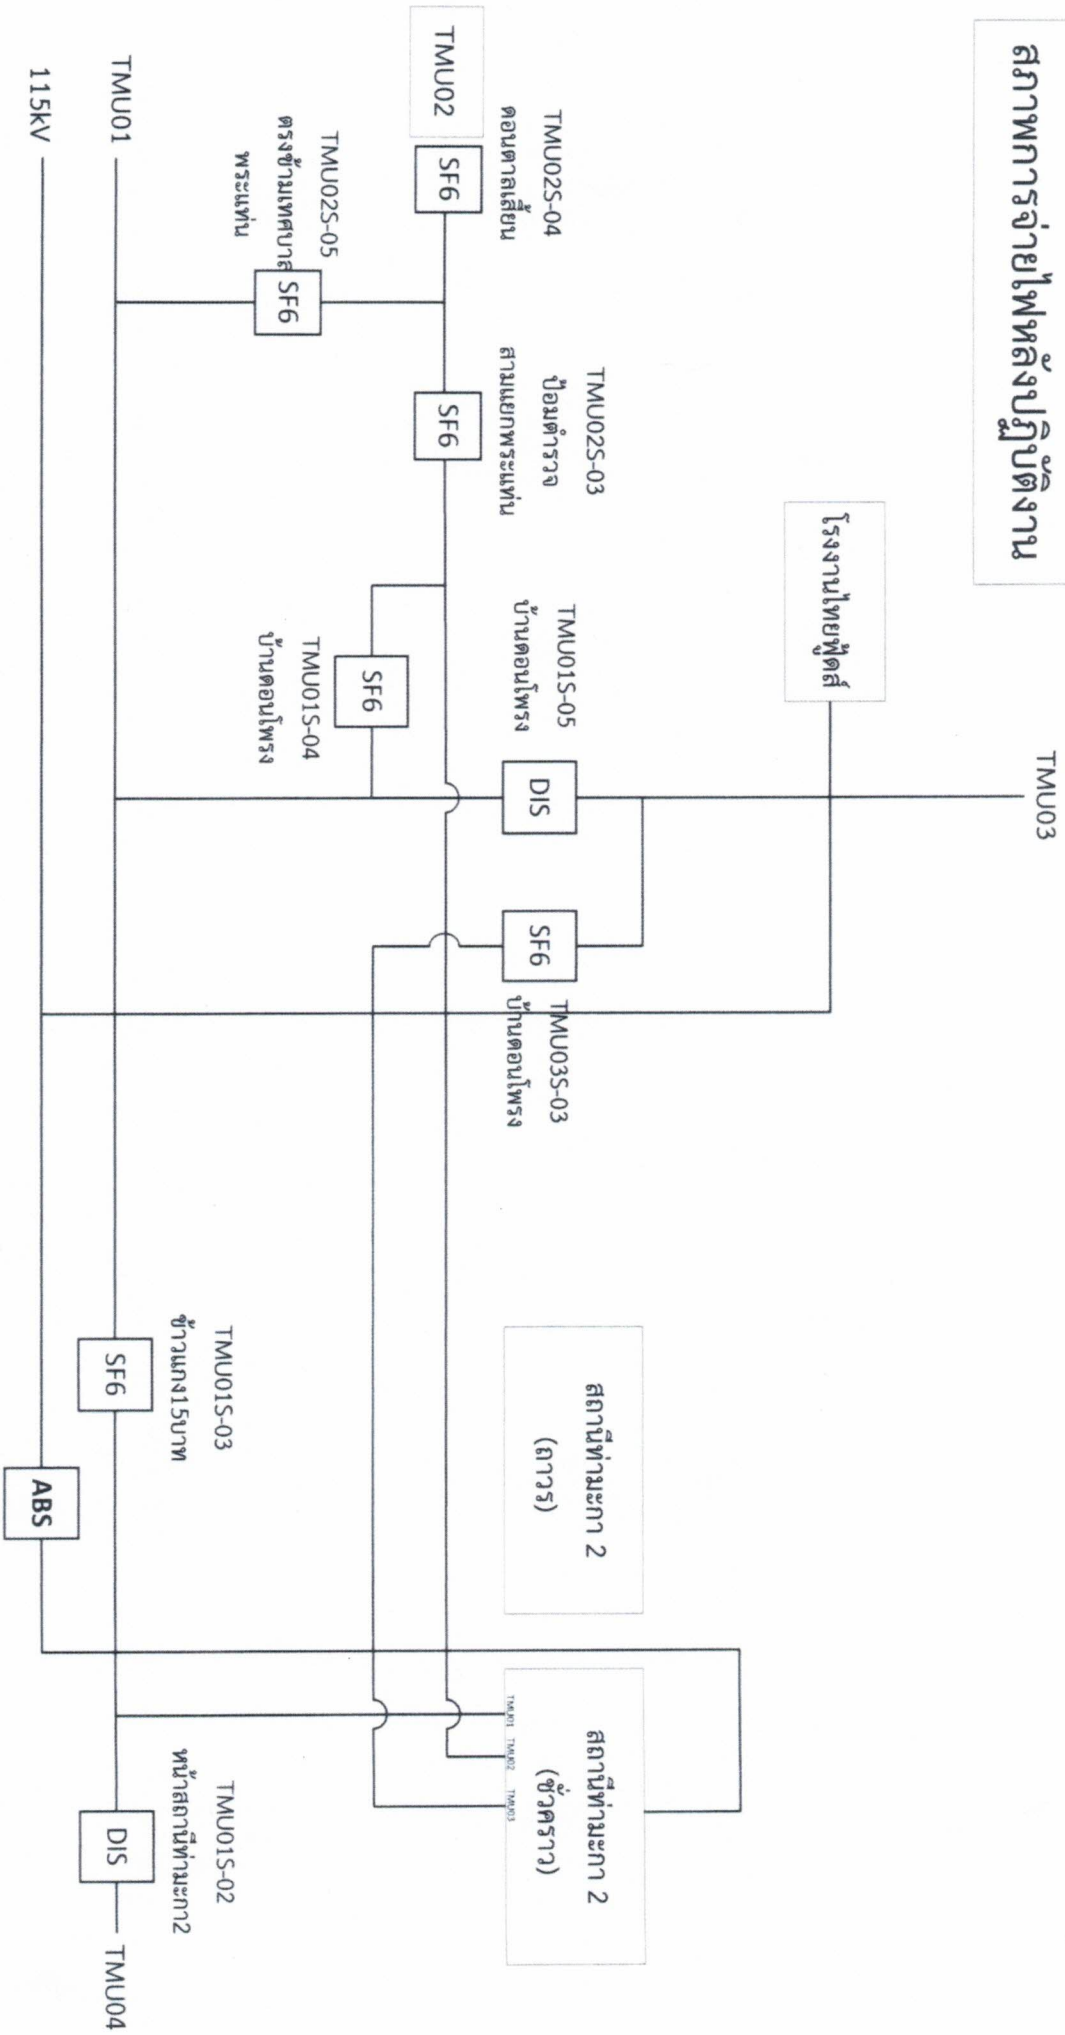 สภาพการจ่ายไฟหลังปฏิบัติงาน
TMU03
โรงงานไทยฟู้ดส์
TMU02S-04
ดอนตาลเสี้ยน
TMU02
SF6
TMU02S-03
ป้อมตำรวจ
สามแยกพระแท่น
SF6
TMU02S-05
ตรงข้ามเทศบาล
พระแท่น
SF6
TMU01S-05
บ้านดอนโพรง
DIS
TMU01S-04
บ้านดอนโพรง
SF6
TMU03S-03
บ้านดอนโพรง
SF6
สถานีท่ามะกา 2
(ถาวร)
สถานีท่ามะกา 2
(ชั่วคราว)
TMU01
TMU02
TMU03
TMU01
TMU01S-03
ข้าวแกง15บาท
SF6
TMU01S-02
หน้าสถานีท่ามะกา2
DIS
TMU04
115kV
ABS